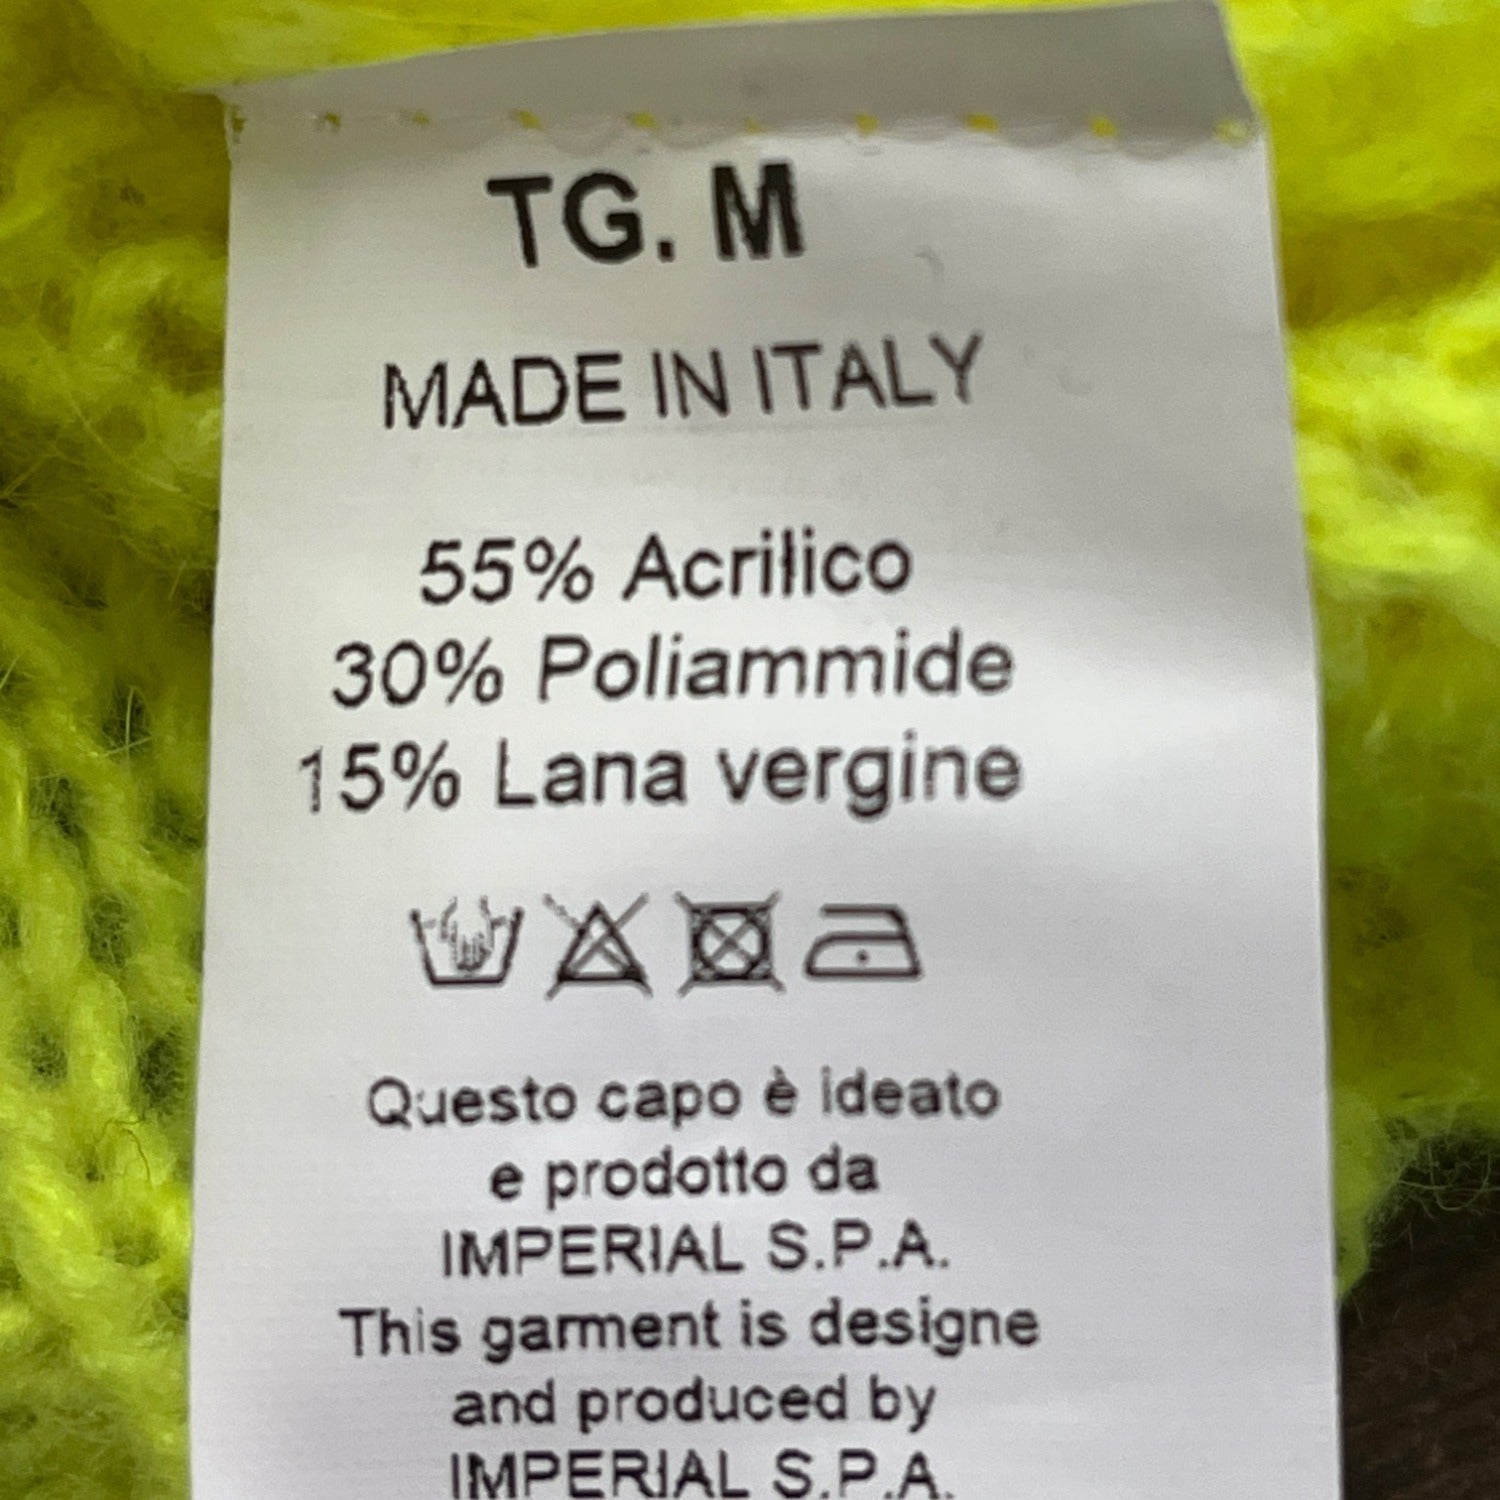 TG. M
MADE IN ITALY
55% Acrilico
30% Poliammide
15% Lana vergine
Questo capo è ideato
e prodotto da
IMPERIAL S.P.A.
This garment is designe
and produced by
IMPERIAL S.P.A.